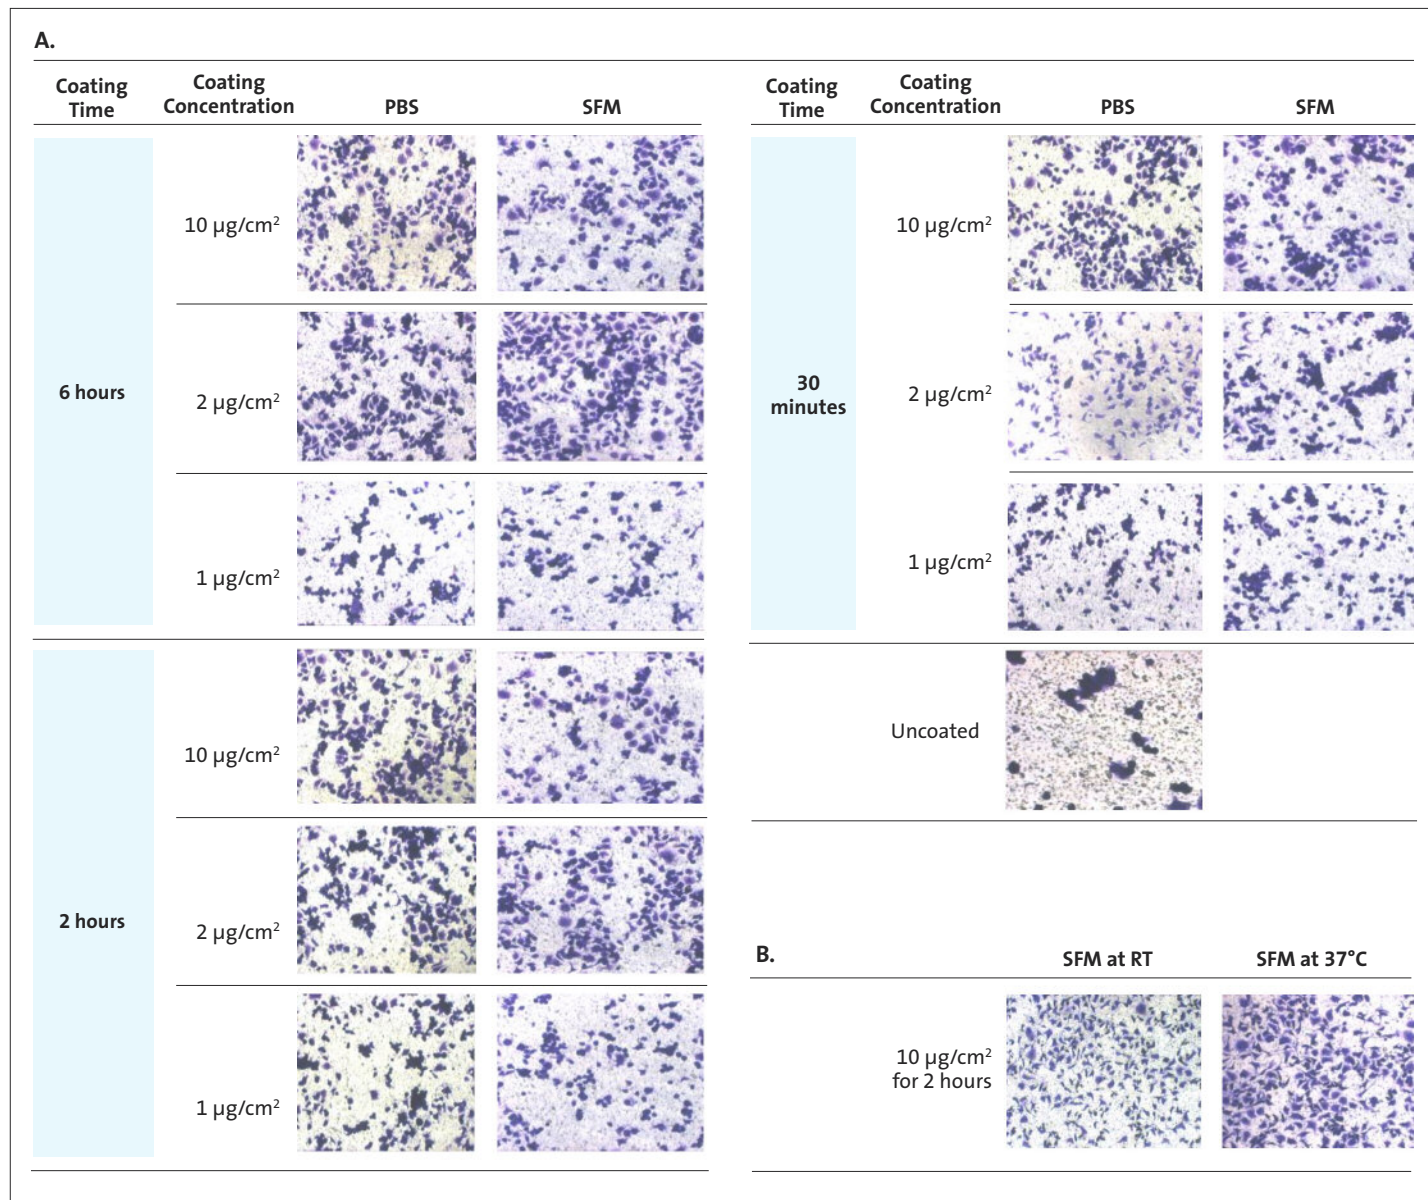 A.
Coating
Time
Coating
Concentration
PBS
SFM
6 hours
10 µg/cm²
2 µg/cm²
1 µg/cm²
2 hours
10 µg/cm²
2 µg/cm²
1 µg/cm²
Coating
Time
Coating
Concentration
PBS
SFM
30
minutes
10 µg/cm²
2 µg/cm²
1 µg/cm²
Uncoated
B.
SFM at RT
SFM at 37°C
10 µg/cm²
for 2 hours